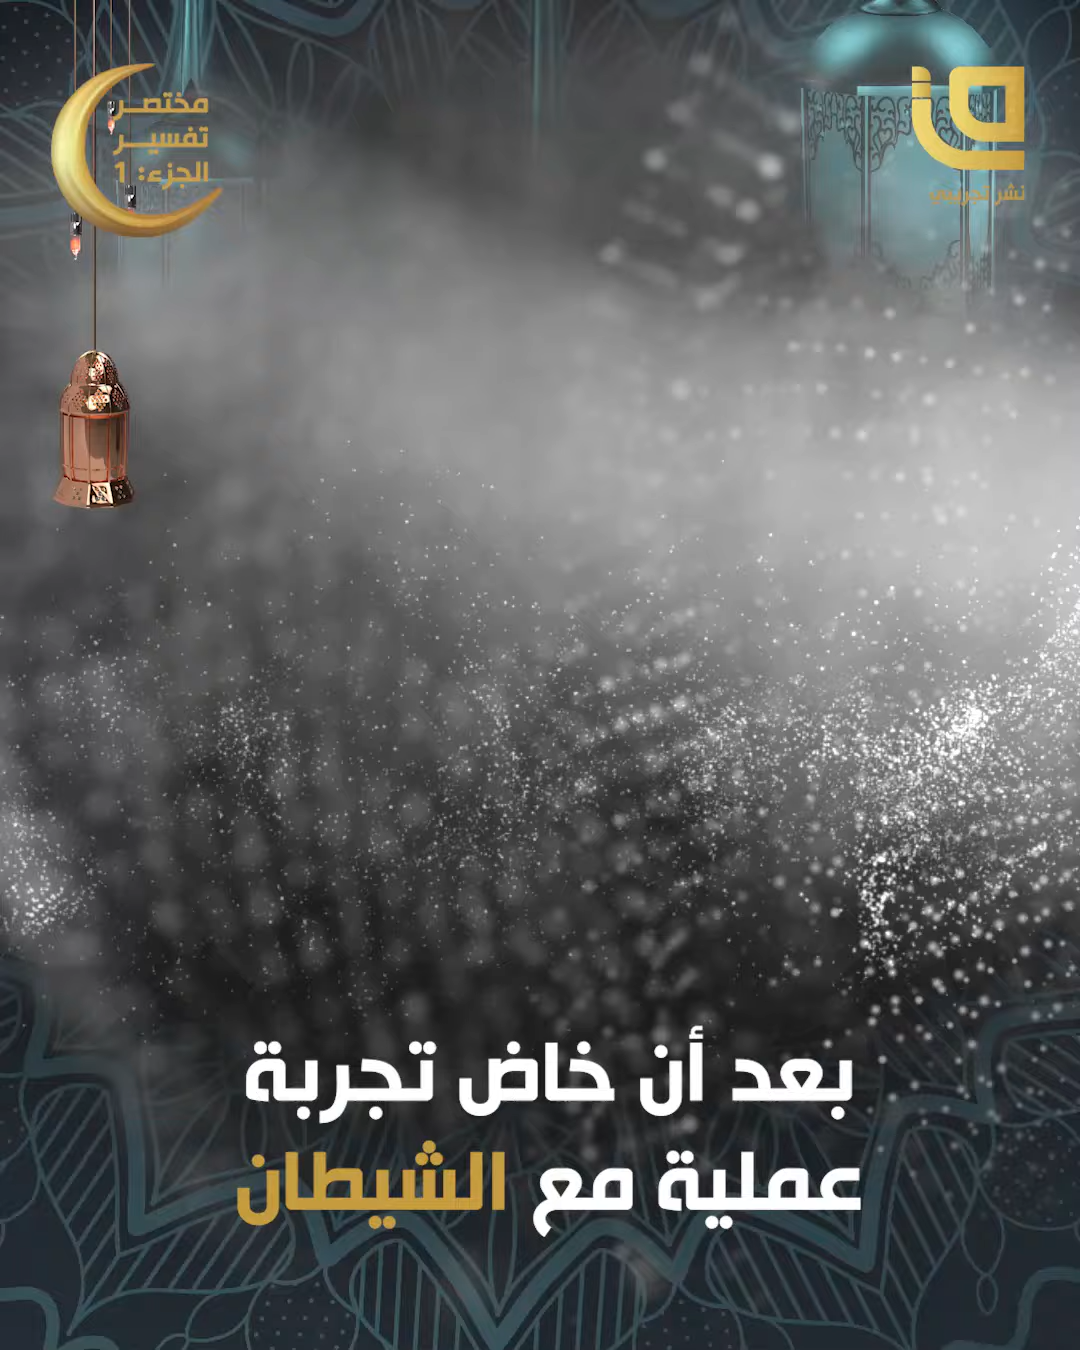 مختصر
تفسير
الجزء: 1
نشر تجريبي
بعد أن خاض تجربة
عملية مع الشيطان